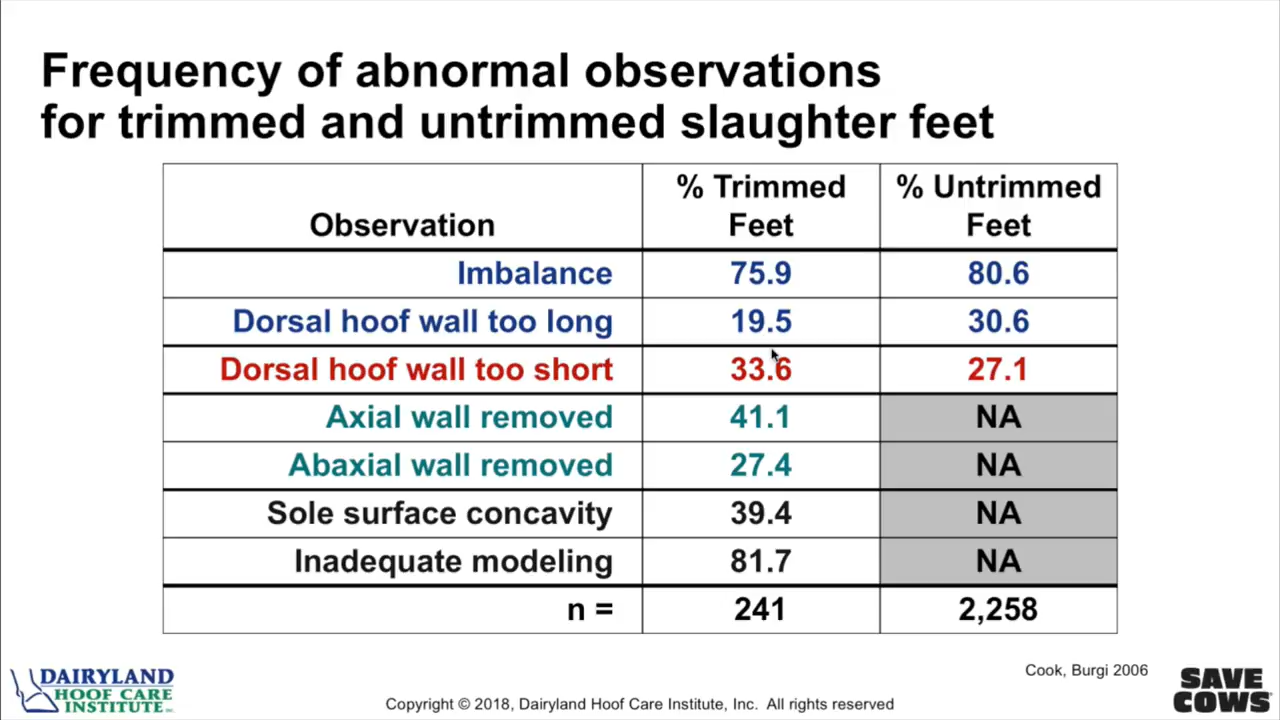 Frequency of abnormal observations
for trimmed and untrimmed slaughter feet
Observation % Trimmed Feet % Untrimmed Feet
Imbalance 75.9 80.6
Dorsal hoof wall too long 19.5 30.6
Dorsal hoof wall too short 33.6 27.1
Axial wall removed 41.1 NA
Abaxial wall removed 27.4 NA
Sole surface concavity 39.4 NA
Inadequate modeling 81.7 NA
n = 241 2,258
Cook, Burgi 2006
DAIRYLAND
HOOF CARE
INSTITUTE INC.
Copyright © 2018, Dairyland Hoof Care Institute, Inc. All rights reserved
SAVE
COWS